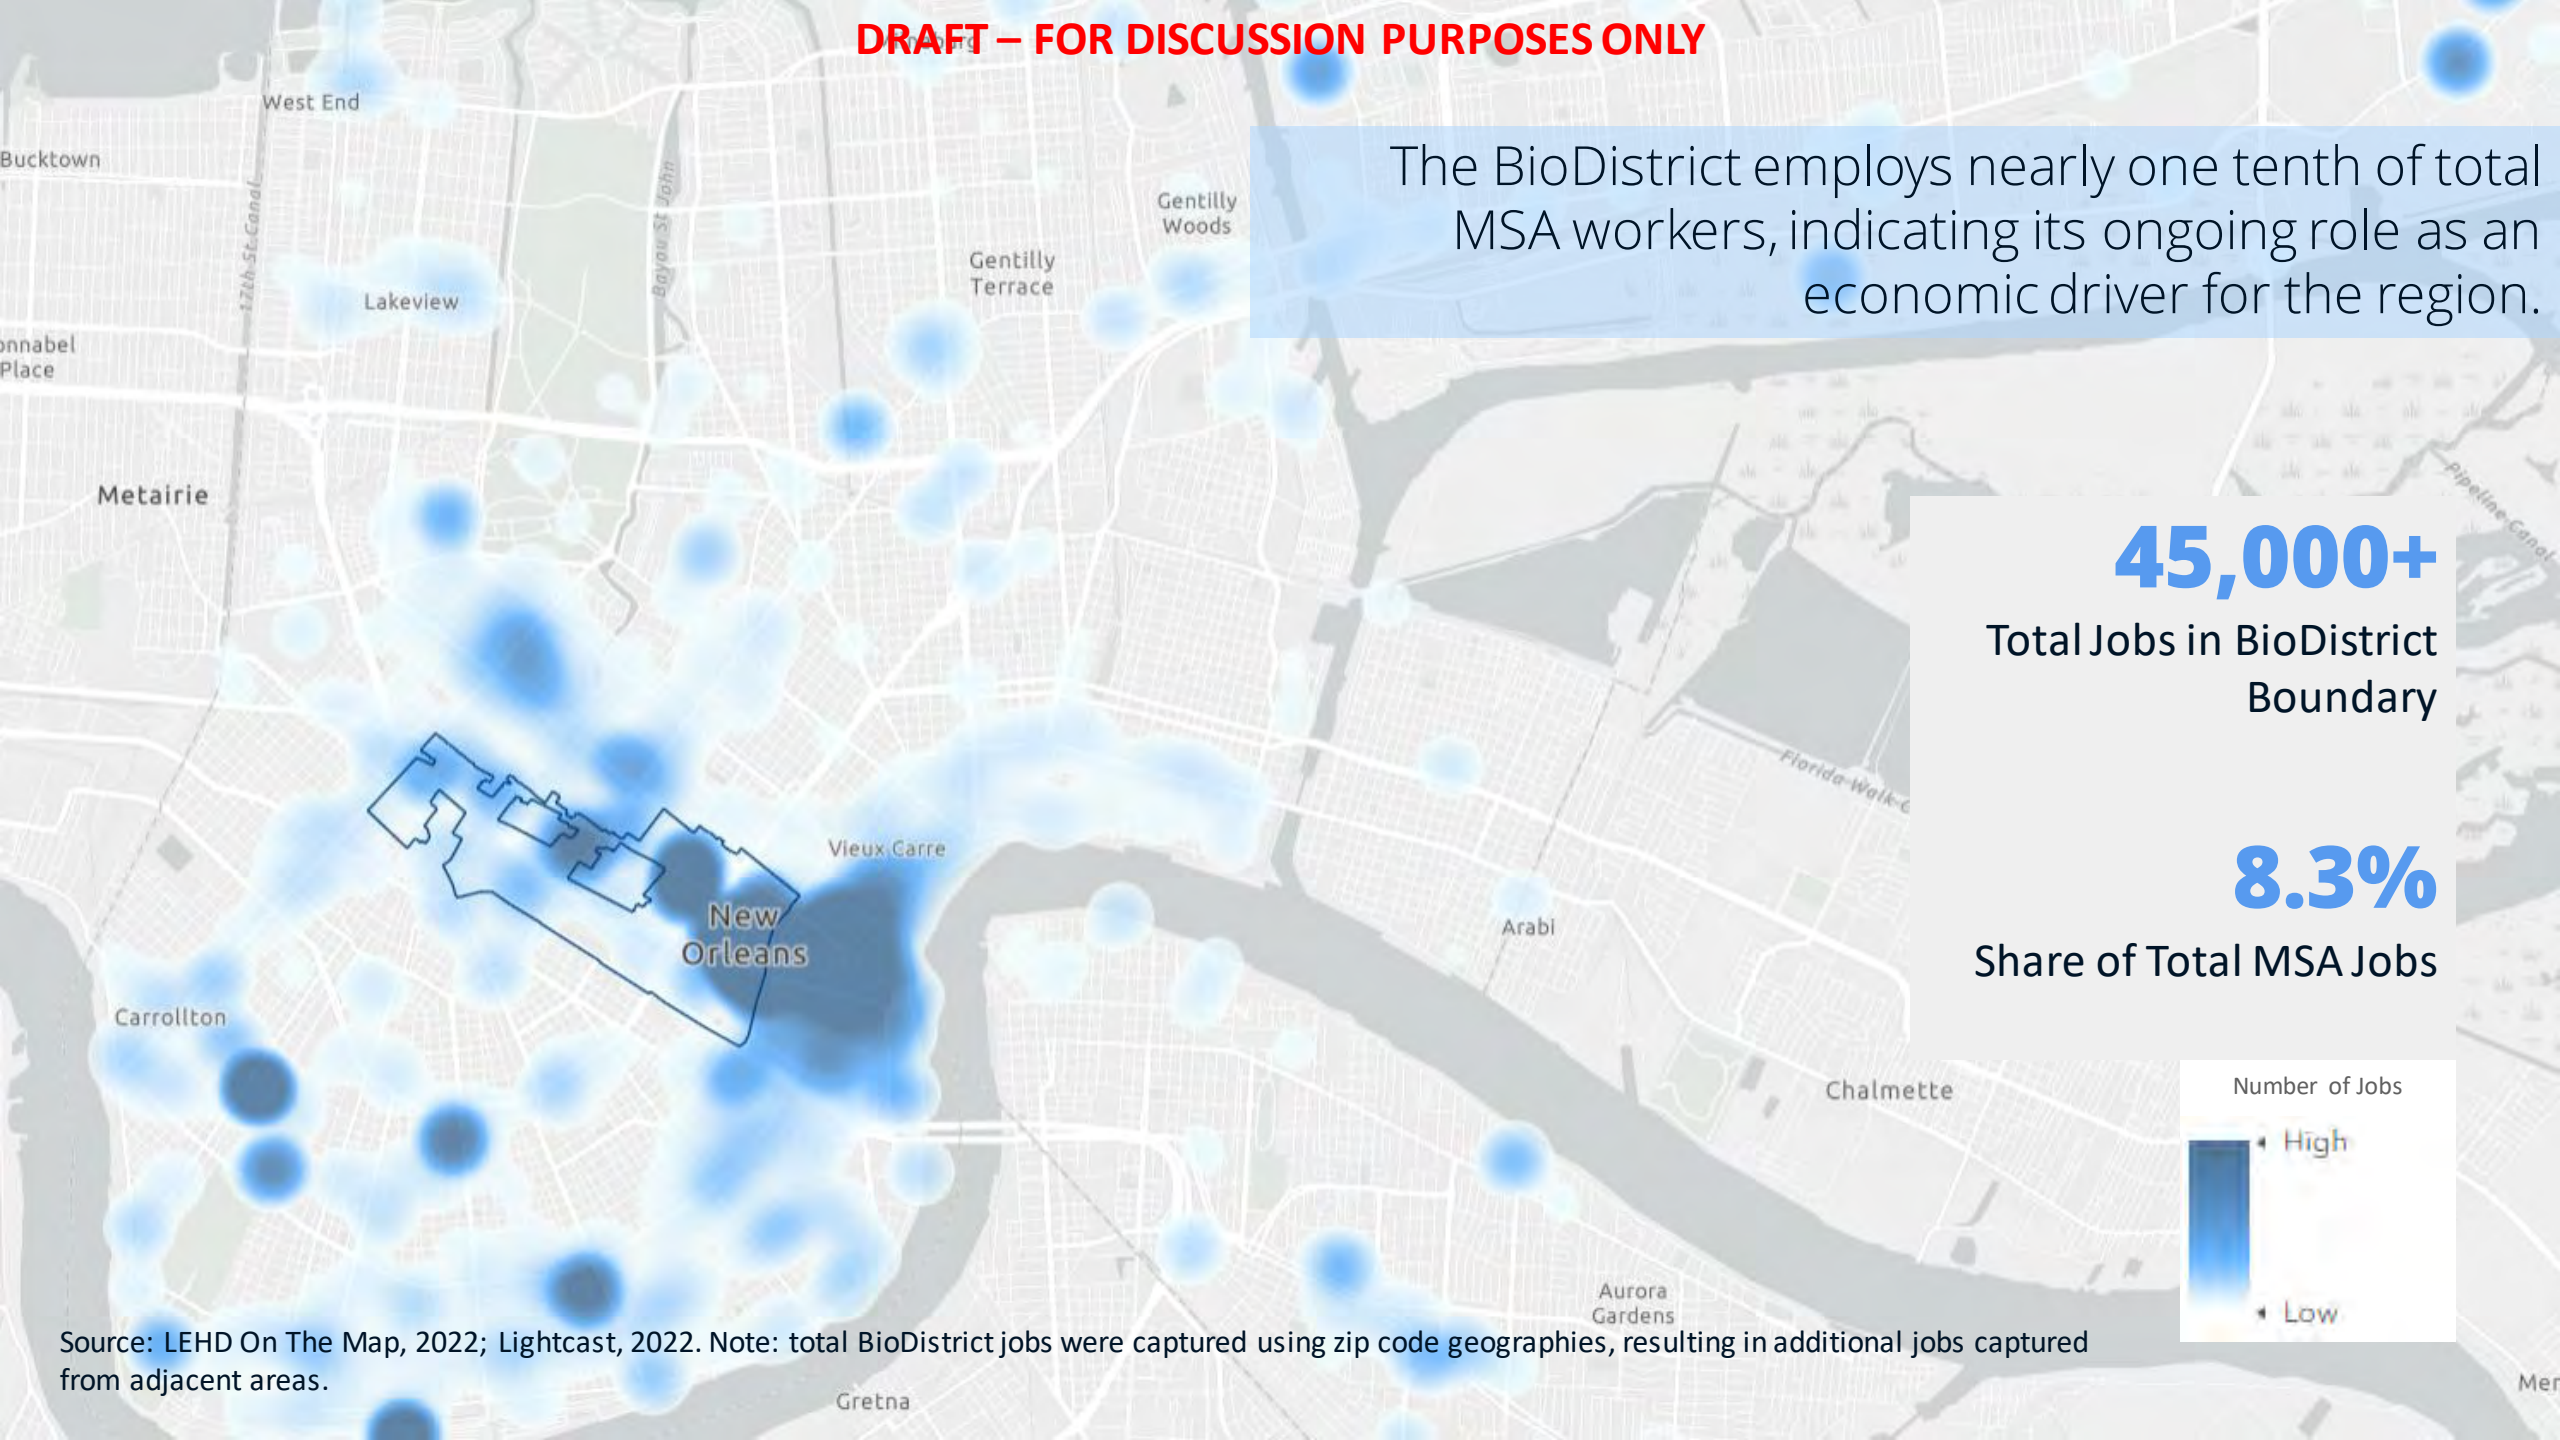 DRAFT – FOR DISCUSSION PURPOSES ONLY
West End
Bucktown
The BioDistrict employs nearly one tenth of total
MSA workers, indicating its ongoing role as an
economic driver for the region.
17th St Canal
Bayou St John
Gentilly
Woods
Gentilly
Terrace
Lakeview
Place
Metairie
Pipeline Canal
45,000+
Total Jobs in BioDistrict
Boundary
Florida Walk C
Vieux Carre
8.3%
Share of Total MSA Jobs
New
Orleans
Arabi
Carrollton
Chalmette
Number of Jobs
High
Low
Aurora
Gardens
Source: LEHD On The Map, 2022; Lightcast, 2022. Note: total BioDistrict jobs were captured using zip code geographies, resulting in additional jobs captured
from adjacent areas.
Gretna
Mer